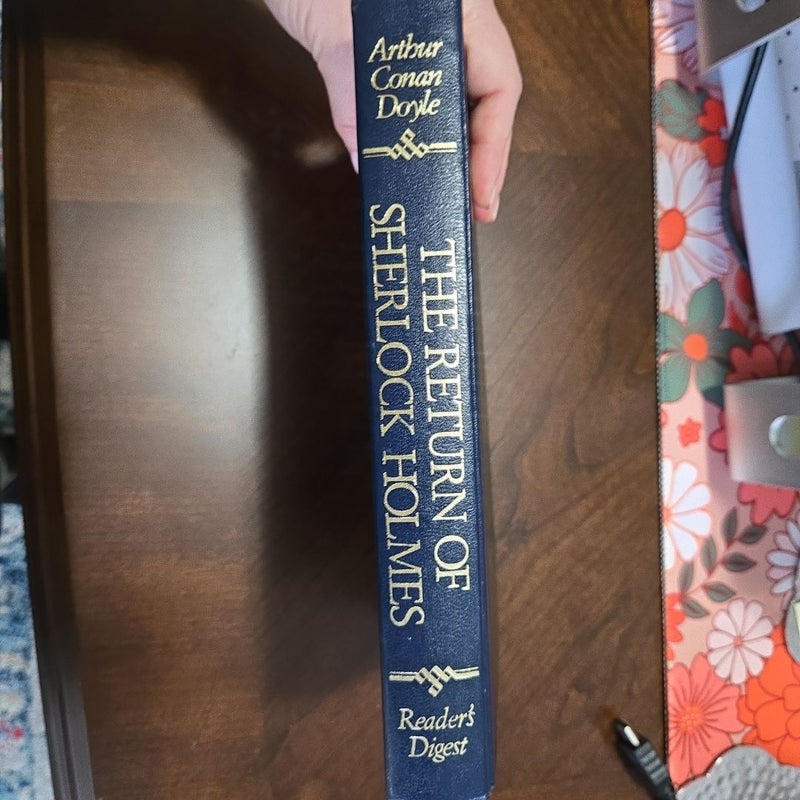 Arthur
Conan
Doyle
THE RETURN OF
SHERLOCK HOLMES
Reader's
Digest